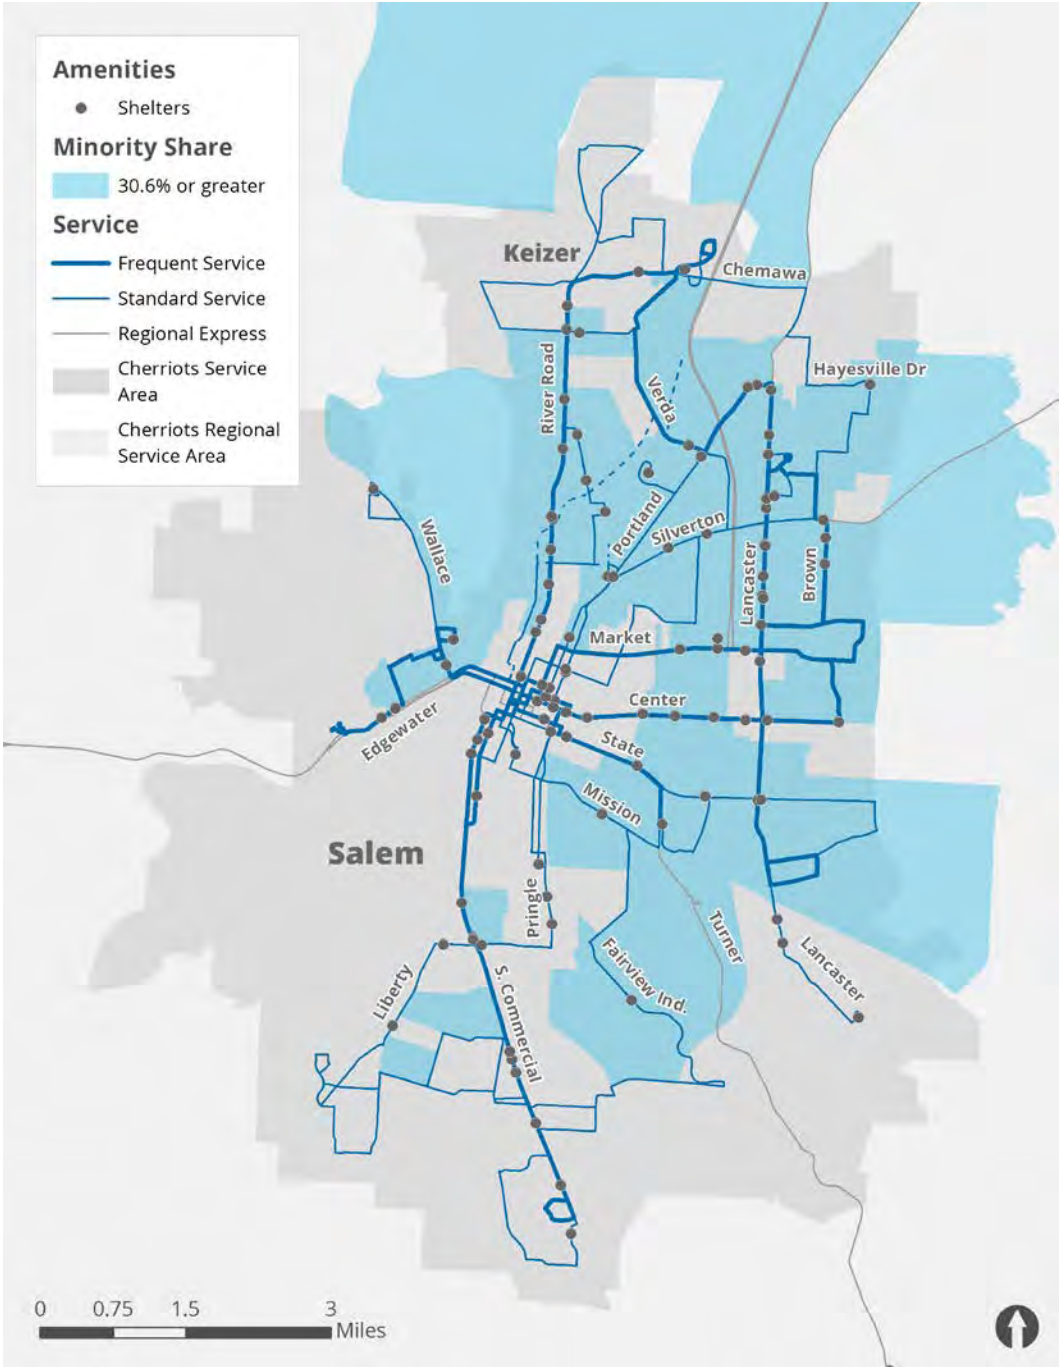 Amenities
Shelters
Minority Share
30.6% or greater
Service
Frequent Service
Standard Service
Regional Express
Cherriots Service
Area
Cherriots Regional
Service Area
Keizer
Chemawa
Hayesville Dr
River Road
Verda
Wallace
Portland
Silverton
Lancaster
Brown
Market
Center
Edgewater
State
Mission
Salem
Pringle
Turner
Fairview Ind.
Lancaster
Liberty
S. Commercial
0 0.75 1.5 3
Miles